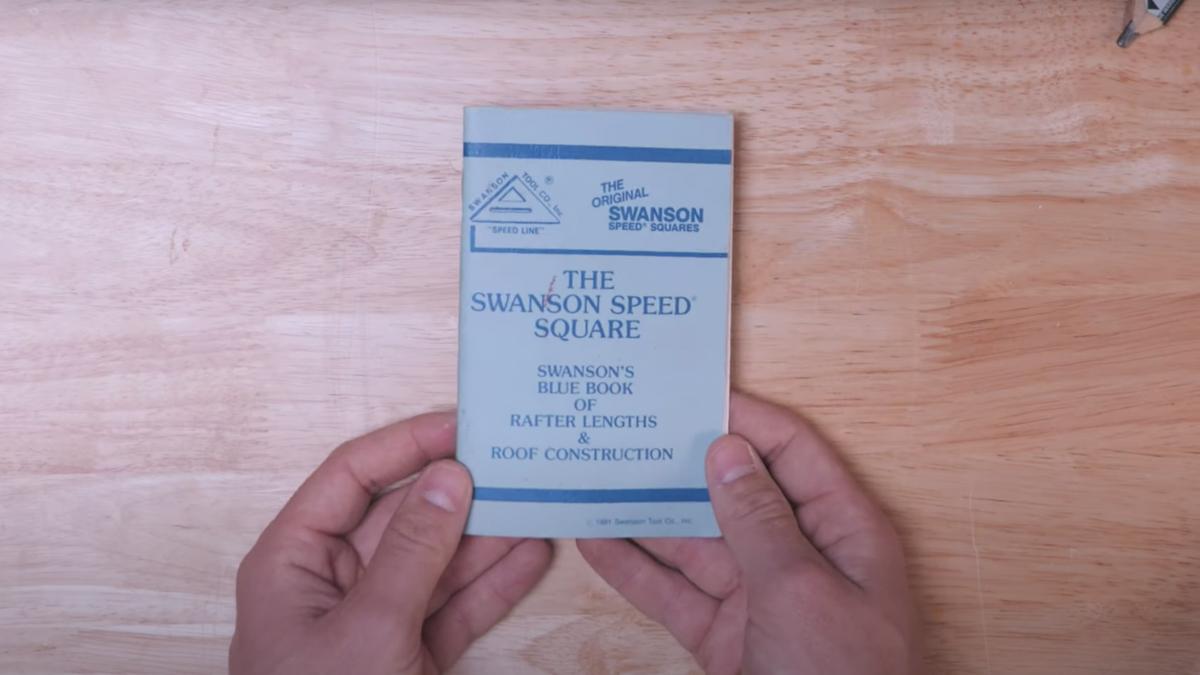 SWANSON TOOL CO., Inc. ®
"SPEED LINE"
THE
ORIGINAL
SWANSON
SPEED® SQUARES
THE
SWANSON SPEED®
SQUARE
SWANSON'S
BLUE BOOK
OF
RAFTER LENGTHS
&
ROOF CONSTRUCTION
Swanson Tool Co., Inc.